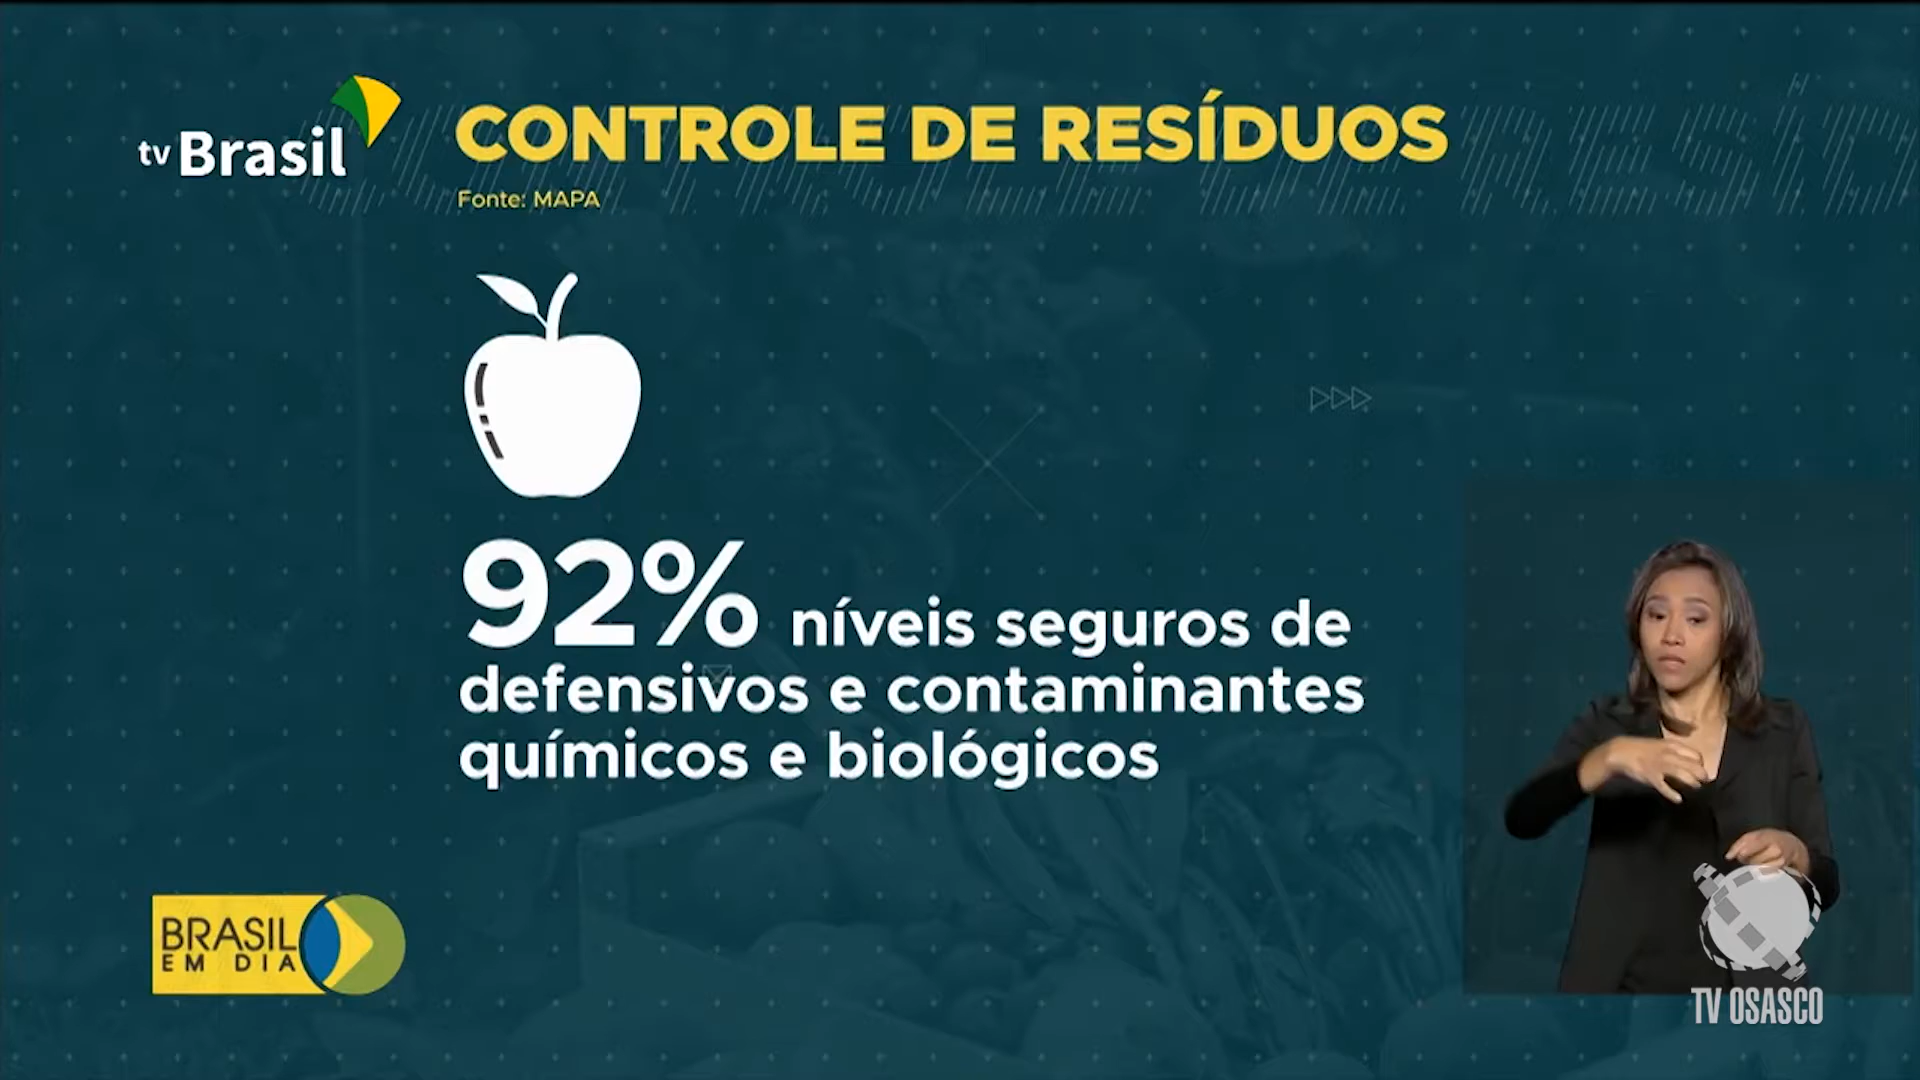 tv Brasil
CONTROLE DE RESÍDUOS
Fonte: MAPA
92% níveis seguros de
defensivos e contaminantes
químicos e biológicos
BRASIL
EM DIA
TV OSASCO